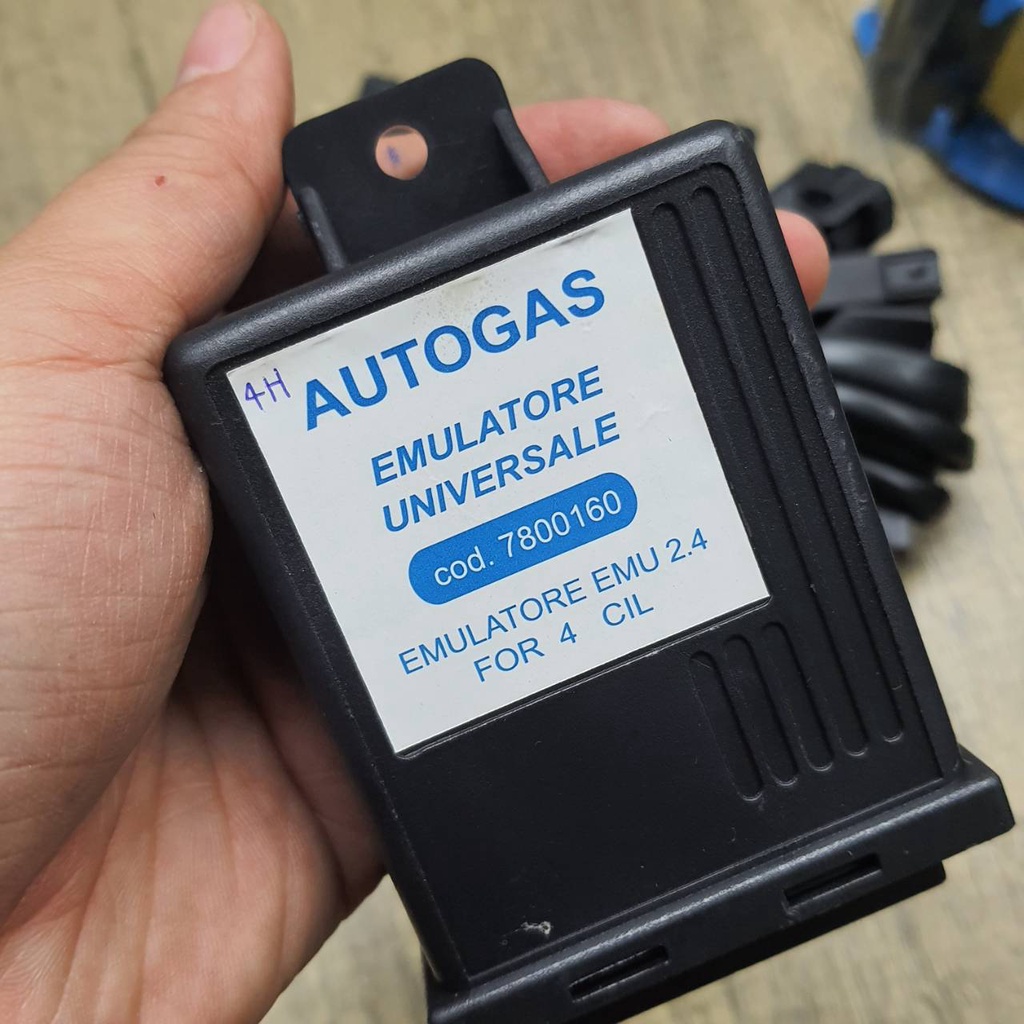 4H
AUTOGAS
EMULATORE
UNIVERSALE
cod. 7800160
EMULATORE EMU 2.4
FOR 4 CIL